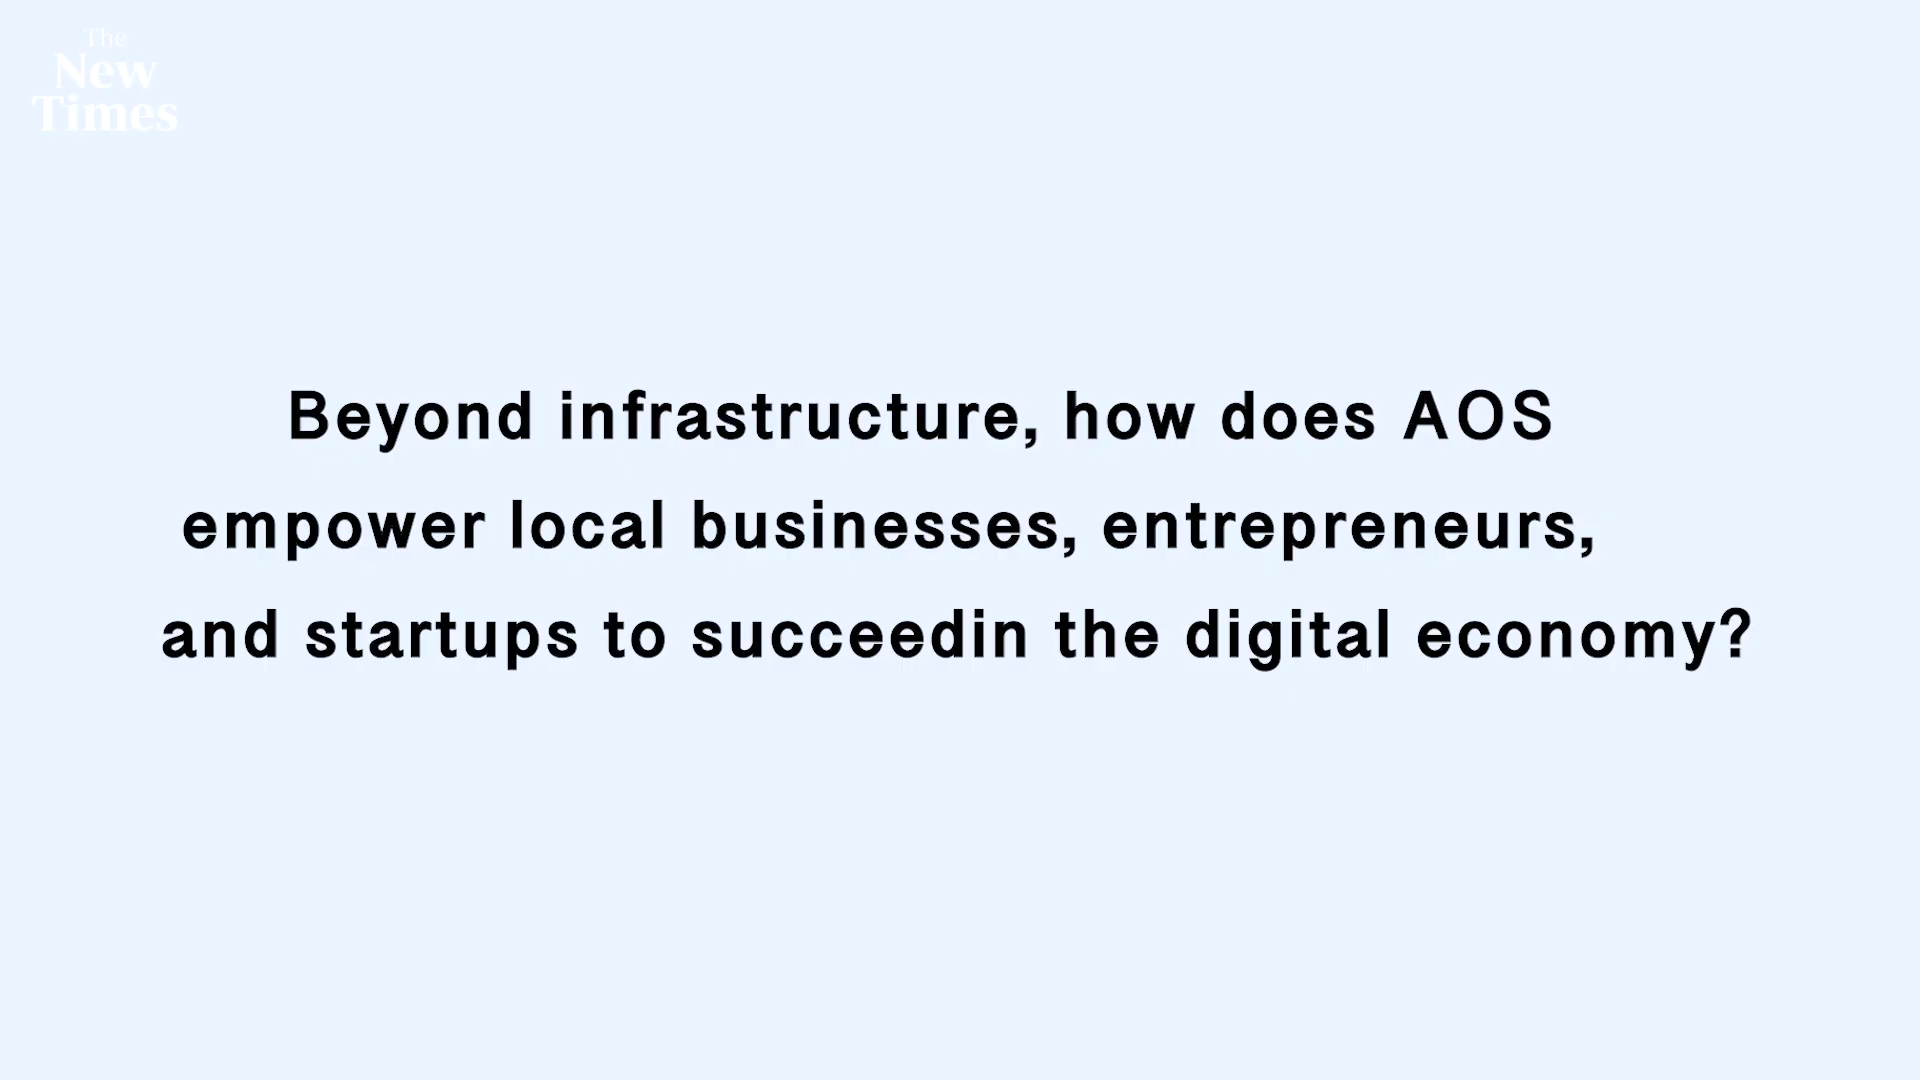 The
New
Times
Beyond infrastructure, how does AOS
empower local businesses, entrepreneurs,
and startups to succeedin the digital economy?